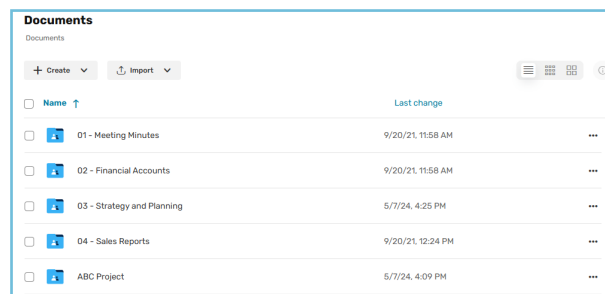 Documents
Documents
+ Create Import
Name ↑ Last change
01 - Meeting Minutes 9/20/21, 11:58 AM ...
02 - Financial Accounts 9/20/21, 11:58 AM ...
03 - Strategy and Planning 5/7/24, 4:25 PM ...
04 - Sales Reports 9/20/21, 12:24 PM ...
ABC Project 5/7/24, 4:09 PM ...